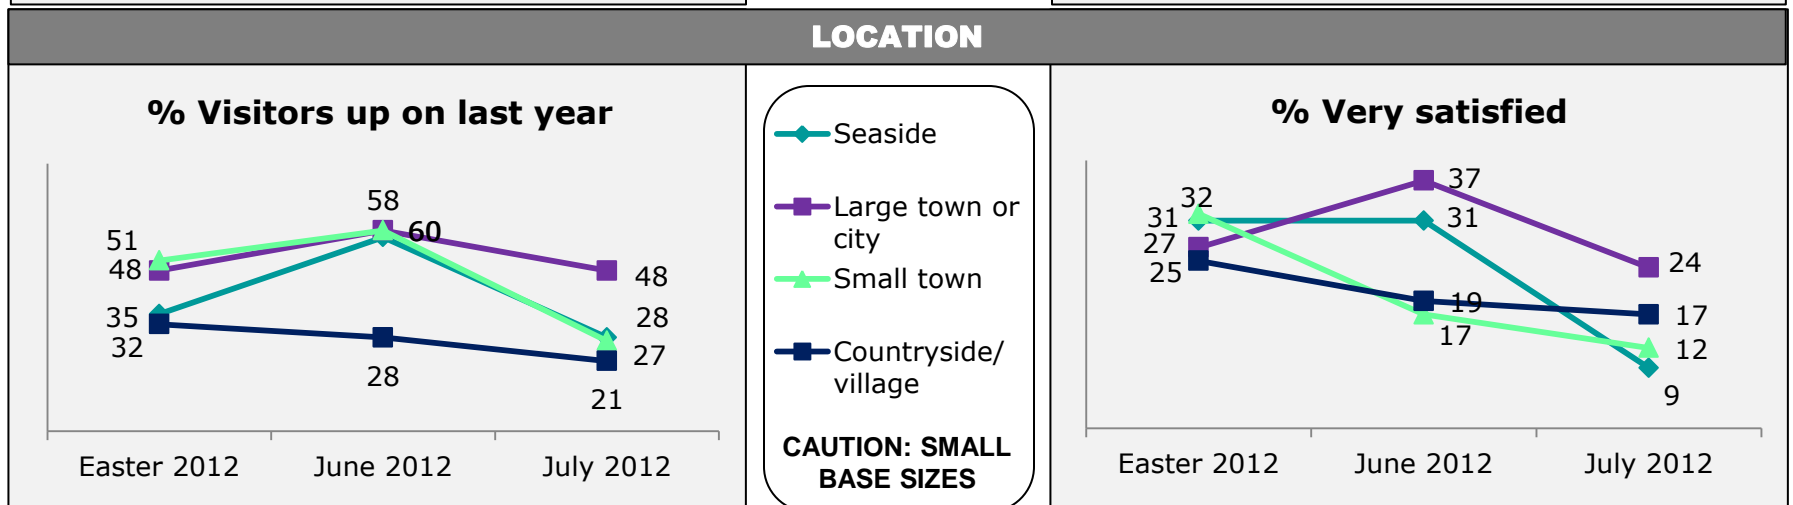 LOCATION
% Visitors up on last year
58
51
60
48
48
35
28
32
27
28
21
Easter 2012
June 2012
July 2012
Seaside
Large town or
city
Small town
Countryside/
village
CAUTION: SMALL
BASE SIZES
% Very satisfied
37
32
31
31
27
24
25
19
17
17
12
9
Easter 2012
June 2012
July 2012